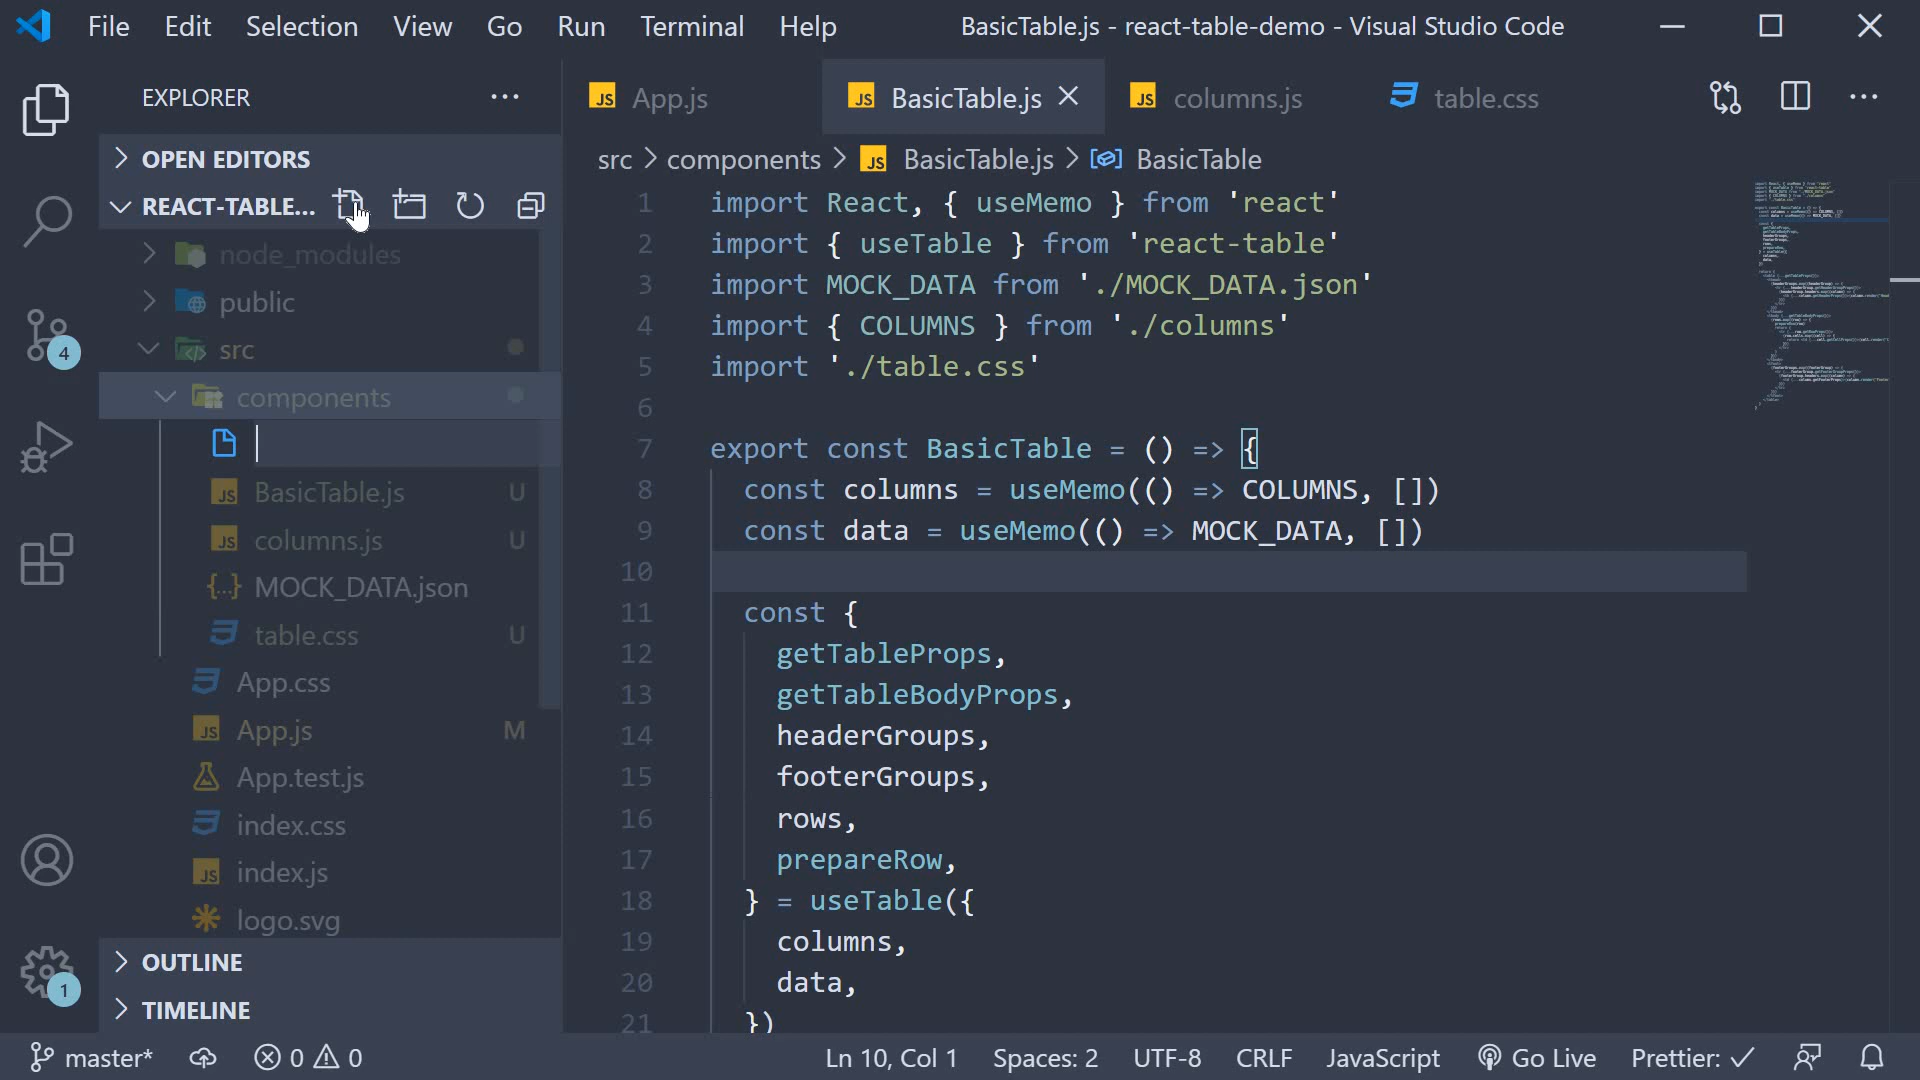 File Edit Selection View Go Run Terminal Help BasicTable.js - react-table-demo - Visual Studio Code
EXPLORER
OPEN EDITORS
REACT-TABLE...
node_modules
public
src
components
BasicTable.js U
columns.js U
MOCK_DATA.json
table.css U
App.css
App.js M
App.test.js
index.css
index.js
logo.svg
OUTLINE
TIMELINE
4
1
JS App.js JS BasicTable.js JS columns.js table.css
src > components > JS BasicTable.js > BasicTable
1 import React, { useMemo } from 'react'
2 import { useTable } from 'react-table'
3 import MOCK_DATA from './MOCK_DATA.json'
4 import { COLUMNS } from './columns'
5 import './table.css'
6
7 export const BasicTable = () => {
8 const columns = useMemo(() => COLUMNS, [])
9 const data = useMemo(() => MOCK_DATA, [])
10
11 const {
12 getTableProps,
13 getTableBodyProps,
14 headerGroups,
15 footerGroups,
16 rows,
17 prepareRow,
18 } = useTable({
19 columns,
20 data,
21 })
master* 0 0 Ln 10, Col 1 Spaces: 2 UTF-8 CRLF JavaScript Go Live Prettier: ✓